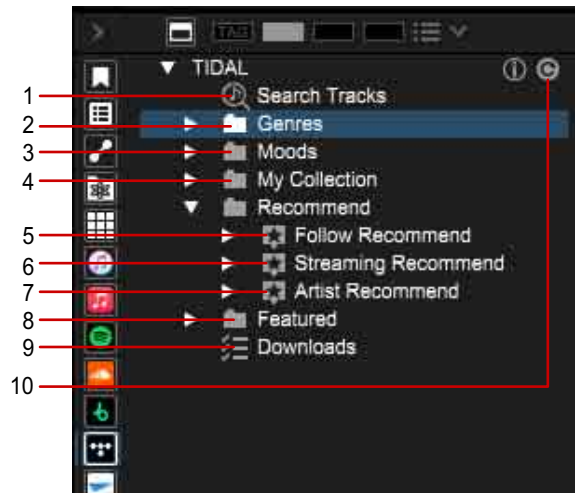 TAG
TIDAL
1 Search Tracks
2 Genres
3 Moods
4 My Collection
Recommend
5 Follow Recommend
6 Streaming Recommend
7 Artist Recommend
8 Featured
9 Downloads
10